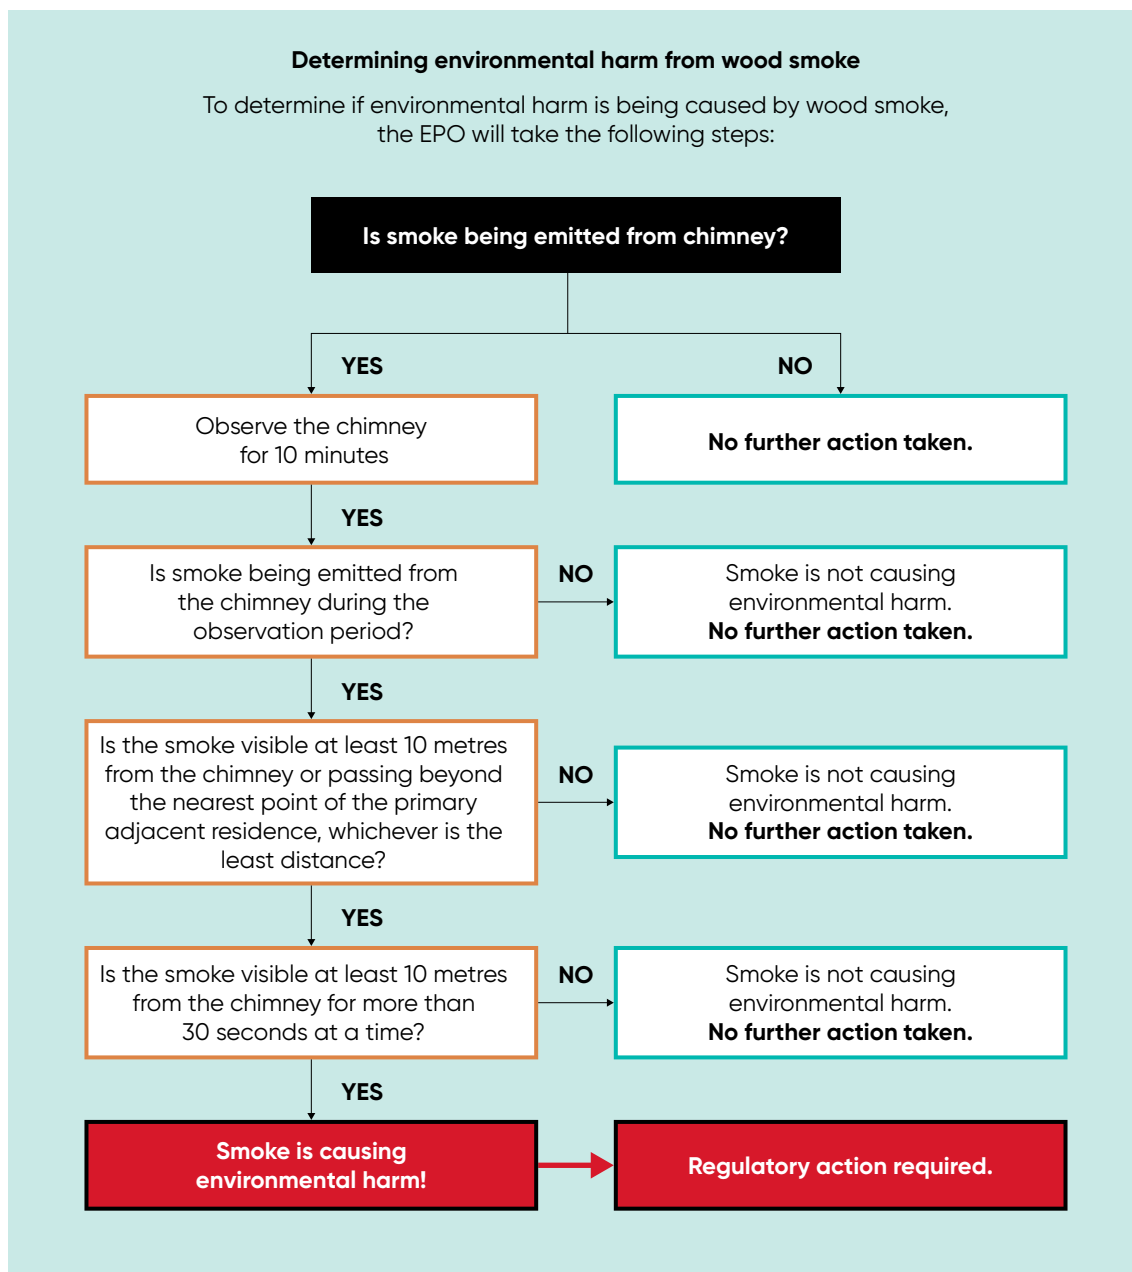 Determining environmental harm from wood smoke
To determine if environmental harm is being caused by wood smoke,
the EPO will take the following steps:
Is smoke being emitted from chimney?
YES
NO
Observe the chimney
for 10 minutes
No further action taken.
YES
Is smoke being emitted from
the chimney during the
observation period?
NO
Smoke is not causing
environmental harm.
No further action taken.
YES
Is the smoke visible at least 10 metres
from the chimney or passing beyond
the nearest point of the primary
adjacent residence, whichever is the
least distance?
NO
Smoke is not causing
environmental harm.
No further action taken.
YES
Is the smoke visible at least 10 metres
from the chimney for more than
30 seconds at a time?
NO
Smoke is not causing
environmental harm.
No further action taken.
YES
Smoke is causing
environmental harm!
Regulatory action required.